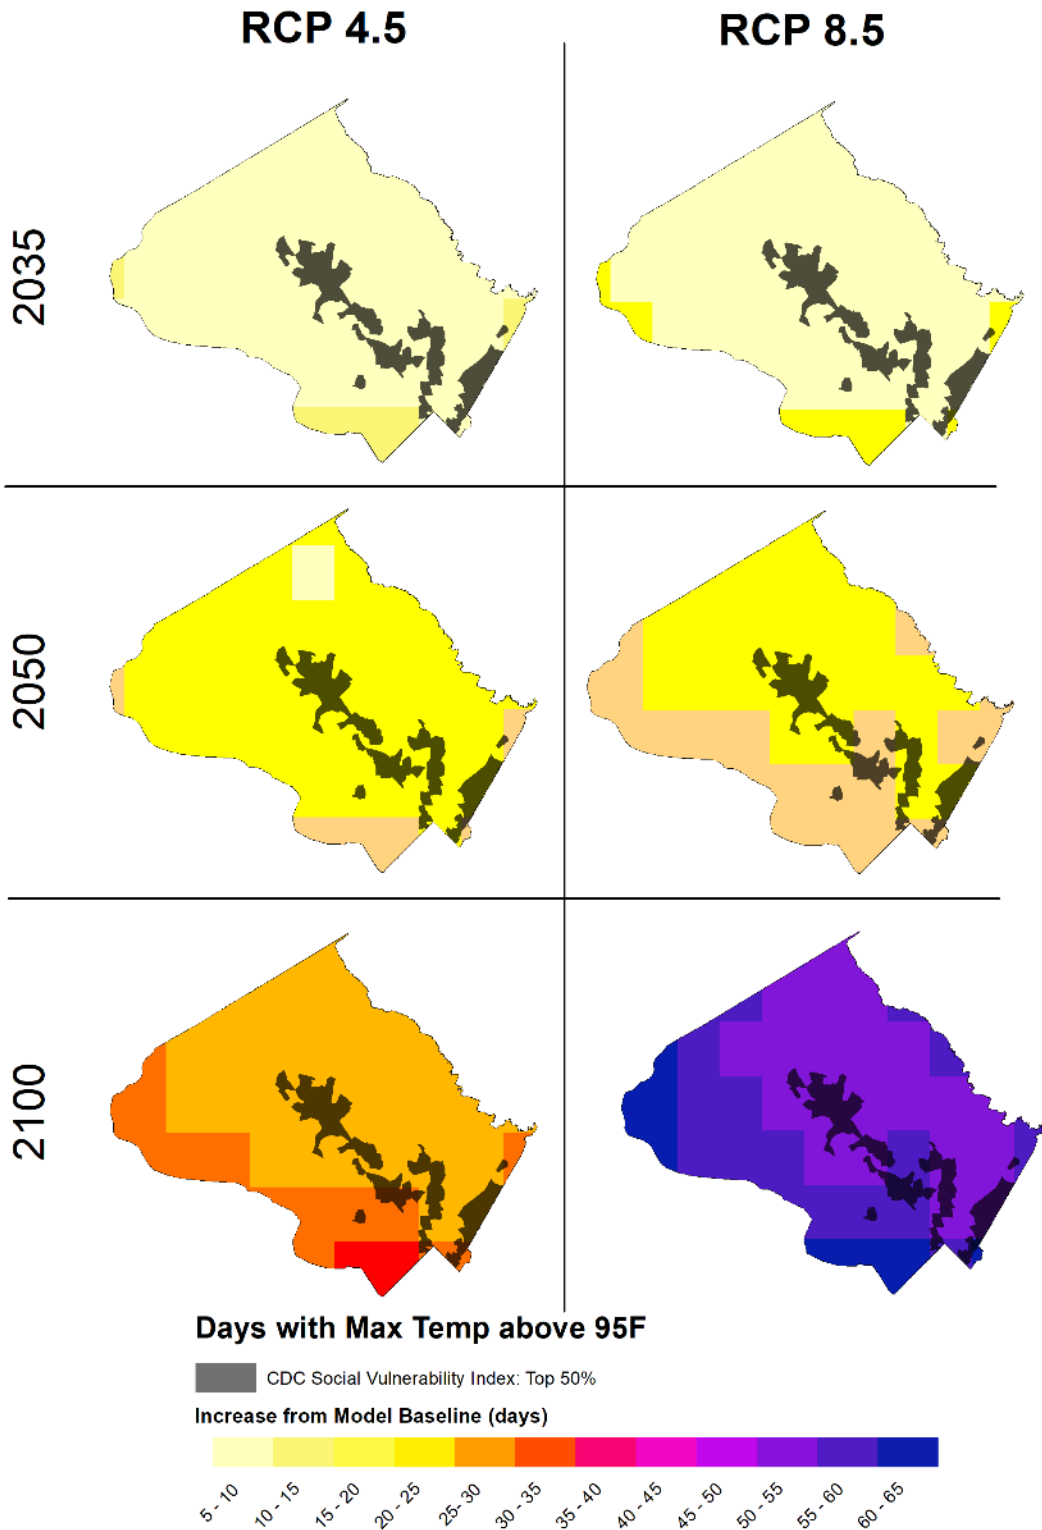 RCP 4.5
RCP 8.5
2035
2050
2100
Days with Max Temp above 95F
CDC Social Vulnerability Index: Top 50%
Increase from Model Baseline (days)
5 - 10
10 - 15
15 - 20
20 - 25
25- 30
30 - 35
35 - 40
40 - 45
45 - 50
50 - 55
55 - 60
60 - 65